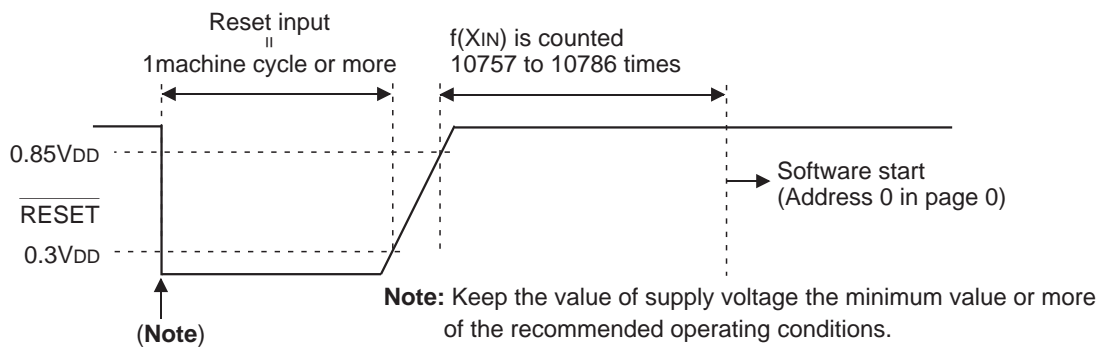 Reset input
=
1machine cycle or more
f(XIN) is counted
10757 to 10786 times
0.85VDD
Software start
(Address 0 in page 0)
RESET
0.3VDD
Note: Keep the value of supply voltage the minimum value or more
of the recommended operating conditions.
(Note)